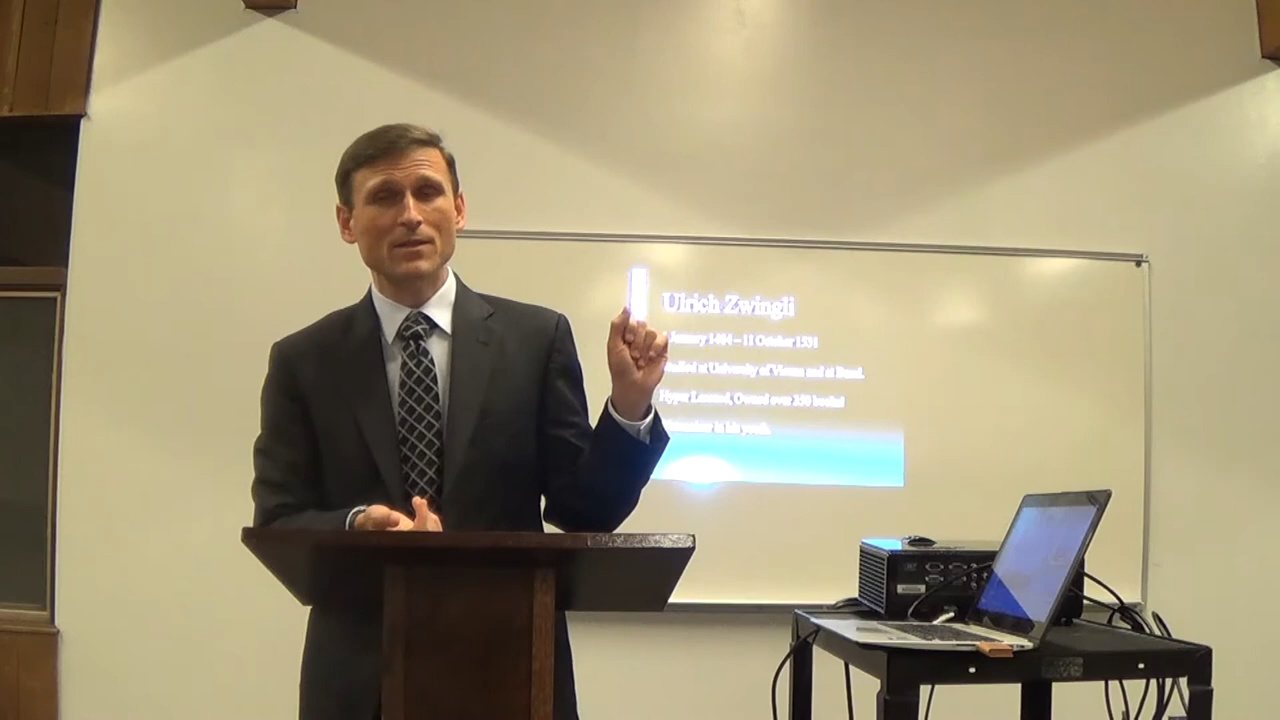 Ulrich Zwingli
January 1484 – 11 October 1531
Studied at University of Vienna and at Basel.
Hyper Learned, Owned over 350 books!
in his youth.